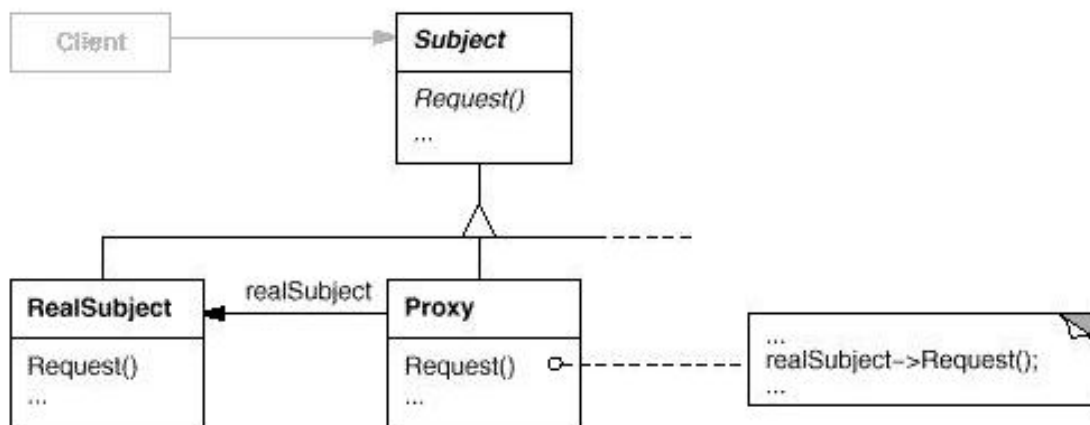 Client
Subject
Request()
...
RealSubject
Request()
...
realSubject
Proxy
Request()
...
...
realSubject->Request();
...